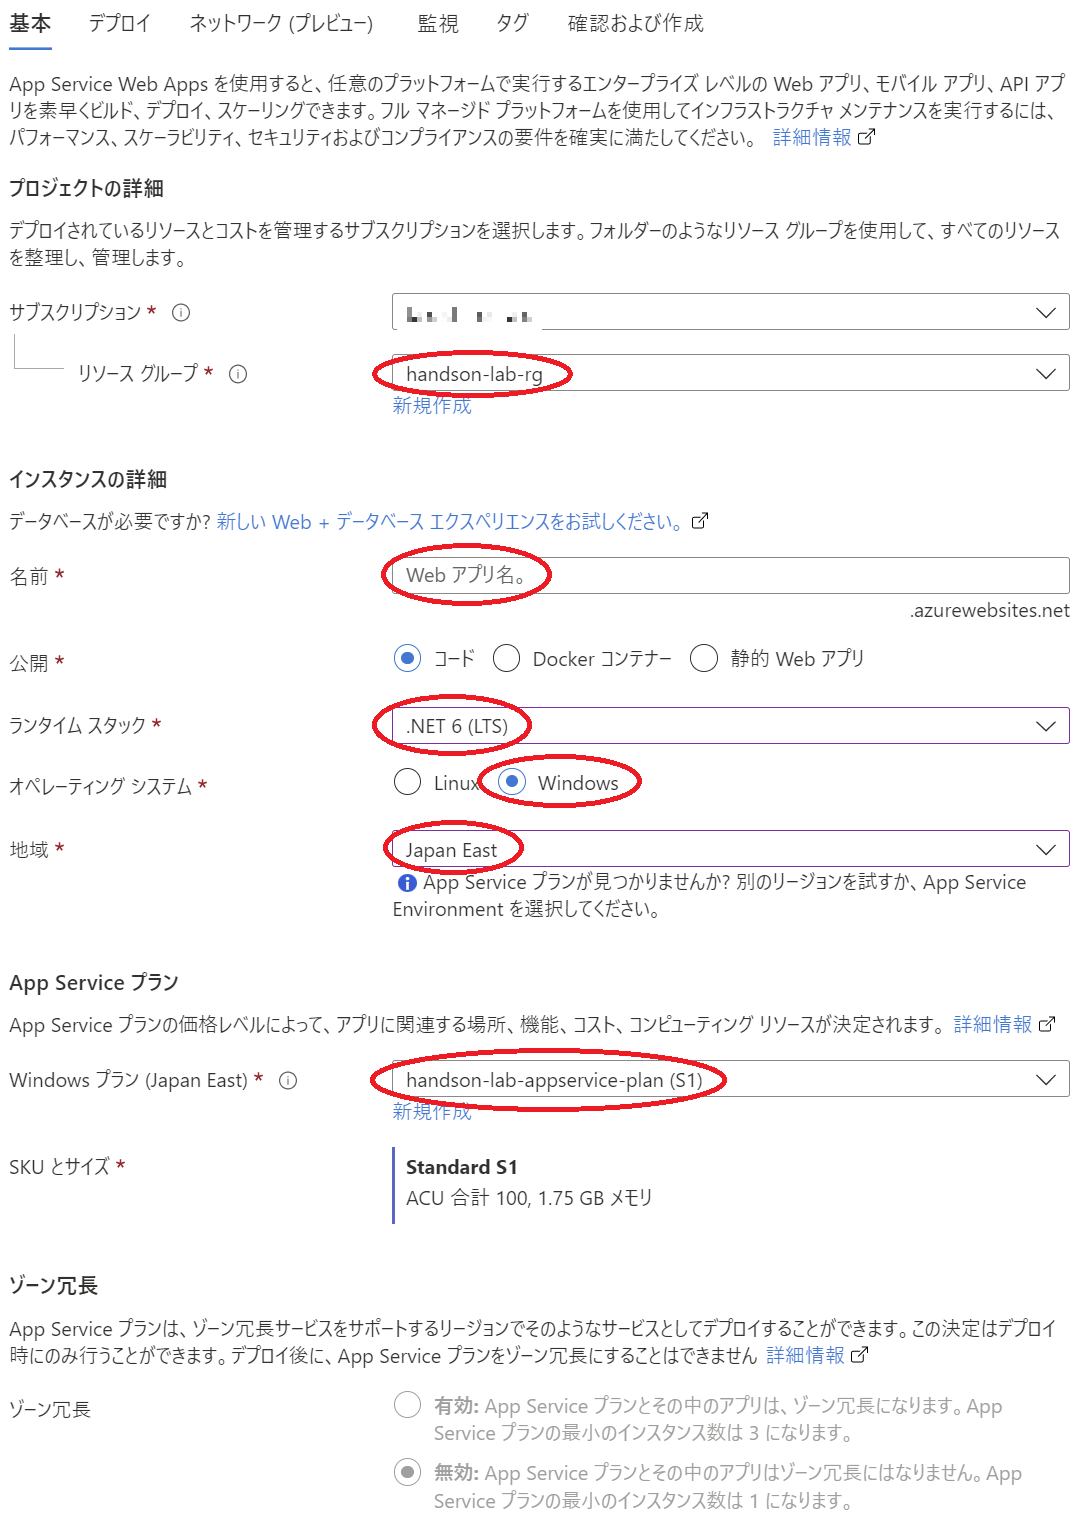 基本 デプロイ ネットワーク (プレビュー) 監視 タグ 確認および作成
App Service Web Apps を使用すると、任意のプラットフォームで実行するエンタープライズ レベルの Web アプリ、モバイル アプリ、API アプ
リを素早くビルド、デプロイ、スケーリングできます。フル マネージド プラットフォームを使用してインフラストラクチャ メンテナンスを実行するには、
パフォーマンス、スケーラビリティ、セキュリティおよびコンプライアンスの要件を確実に満たしてください。 詳細情報
プロジェクトの詳細
デプロイされているリソースとコストを管理するサブスクリプションを選択します。フォルダーのようなリソース グループを使用して、すべてのリソース
を整理し、管理します。
サブスクリプション *
リソース グループ * handson-lab-rg
新規作成
インスタンスの詳細
データベースが必要ですか? 新しい Web + データベース エクスペリエンスをお試しください。
名前 * Web アプリ名。
.azurewebsites.net
公開 * コード Docker コンテナー 静的 Web アプリ
ランタイム スタック * .NET 6 (LTS)
オペレーティング システム * Linux Windows
地域 * Japan East
App Service プランが見つかりませんか? 別のリージョンを試すか、App Service
Environment を選択してください。
App Service プラン
App Service プランの価格レベルによって、アプリに関連する場所、機能、コスト、コンピューティング リソースが決定されます。 詳細情報
Windows プラン (Japan East) * handson-lab-appservice-plan (S1)
新規作成
SKU とサイズ * Standard S1
ACU 合計 100, 1.75 GB メモリ
ゾーン冗長
App Service プランは、ゾーン冗長サービスをサポートするリージョンでそのようなサービスとしてデプロイすることができます。この決定はデプロイ
時にのみ行うことができます。デプロイ後に、App Service プランをゾーン冗長にすることはできません 詳細情報
ゾーン冗長 有効: App Service プランとその中のアプリは、ゾーン冗長になります。App
Service プランの最小のインスタンス数は 3 になります。
無効: App Service プランとその中のアプリはゾーン冗長にはなりません。App
Service プランの最小のインスタンス数は 1 になります。